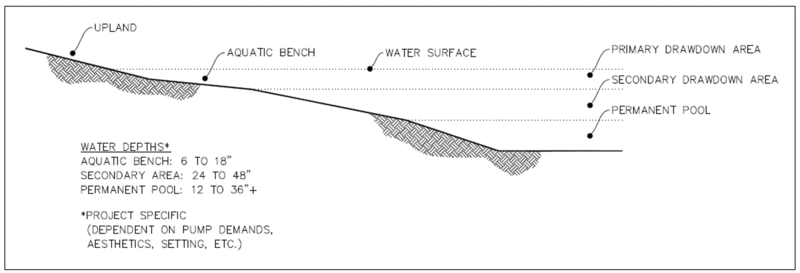 UPLAND
AQUATIC BENCH
WATER SURFACE
PRIMARY DRAWDOWN AREA
SECONDARY DRAWDOWN AREA
PERMANENT POOL
WATER DEPTHS*
AQUATIC BENCH: 6 TO 18"
SECONDARY AREA: 24 TO 48"
PERMANENT POOL: 12 TO 36"+
*PROJECT SPECIFIC
(DEPENDENT ON PUMP DEMANDS,
AESTHETICS, SETTING, ETC.)